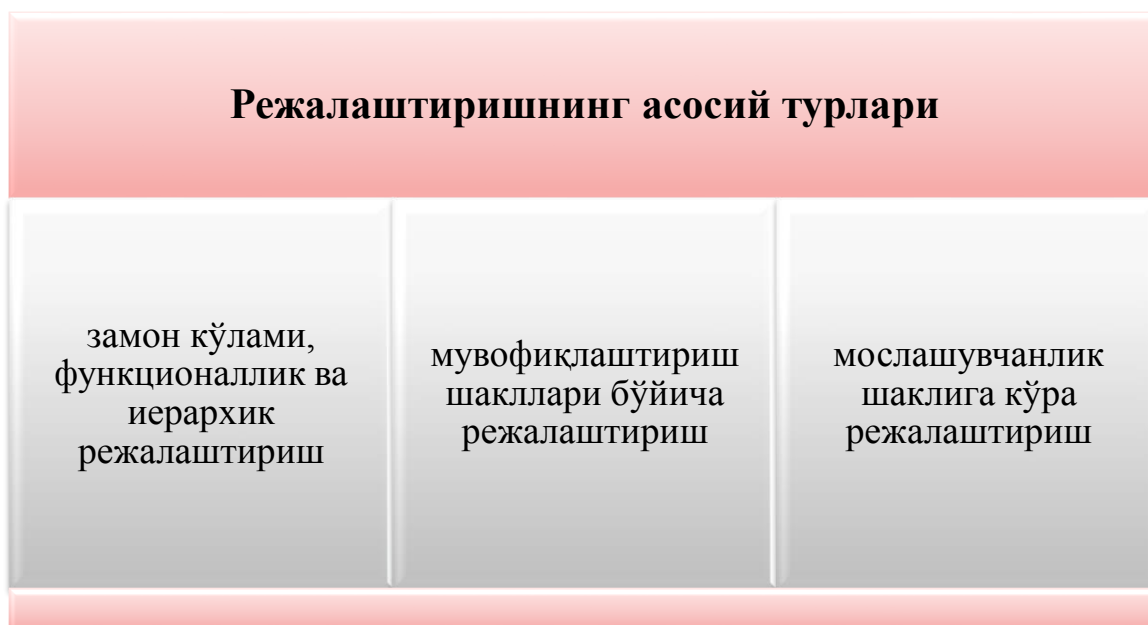 Режалаштиришнинг асосий турлари
замон кўлами,
функционаллик ва
иерархик
режалаштириш
мувофиқлаштириш
шакллари бўйича
режалаштириш
мослашувчанлик
шаклига кўра
режалаштириш